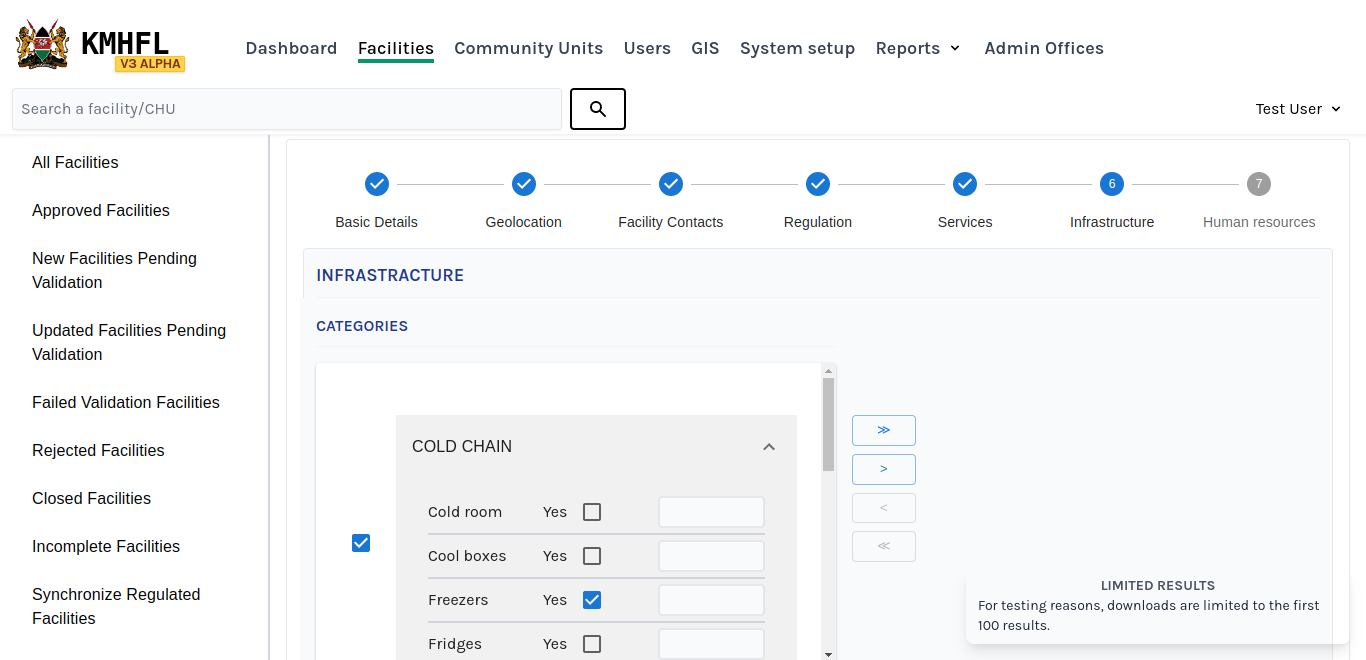 KMHFL
V3 ALPHA
Dashboard Facilities Community Units Users GIS System setup Reports Admin Offices
Search a facility/CHU
Test User
All Facilities
Approved Facilities
New Facilities Pending
Validation
Updated Facilities Pending
Validation
Failed Validation Facilities
Rejected Facilities
Closed Facilities
Incomplete Facilities
Synchronize Regulated
Facilities
6 7
Basic Details Geolocation Facility Contacts Regulation Services Infrastructure Human resources
INFRASTRACTURE
CATEGORIES
COLD CHAIN
Cold room Yes
Cool boxes Yes
Freezers Yes
Fridges Yes
≫
>
<
≪
LIMITED RESULTS
For testing reasons, downloads are limited to the first
100 results.